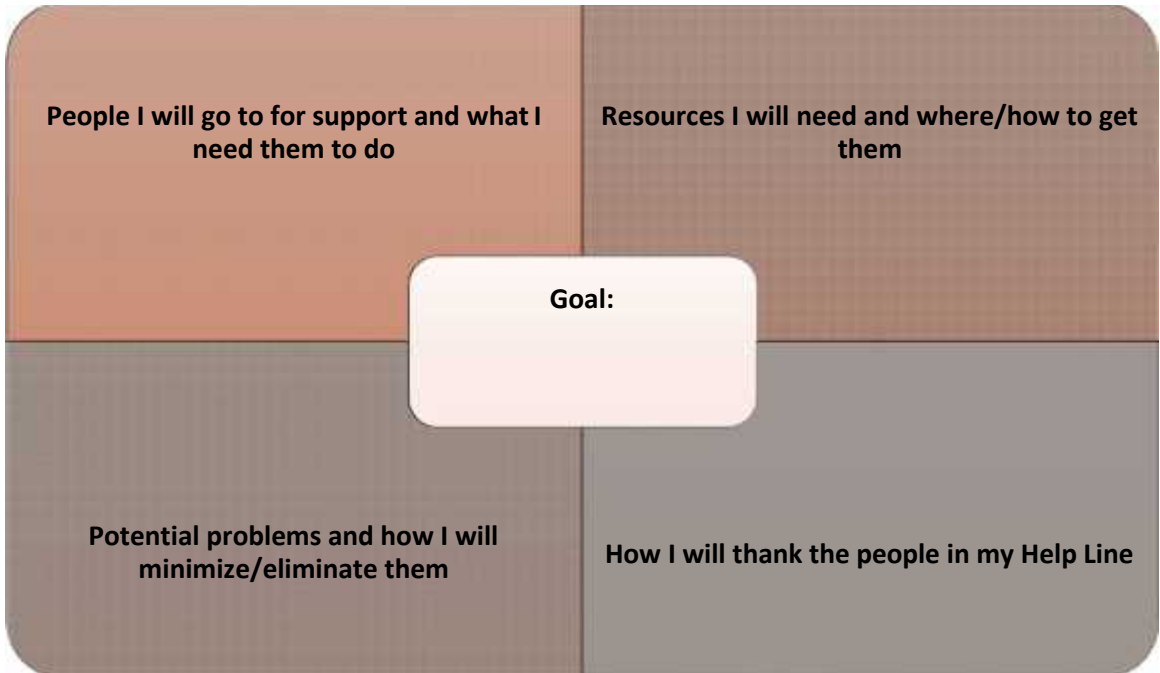 People I will go to for support and what I
need them to do
Resources I will need and where/how to get
them
Goal:
Potential problems and how I will
minimize/eliminate them
How I will thank the people in my Help Line